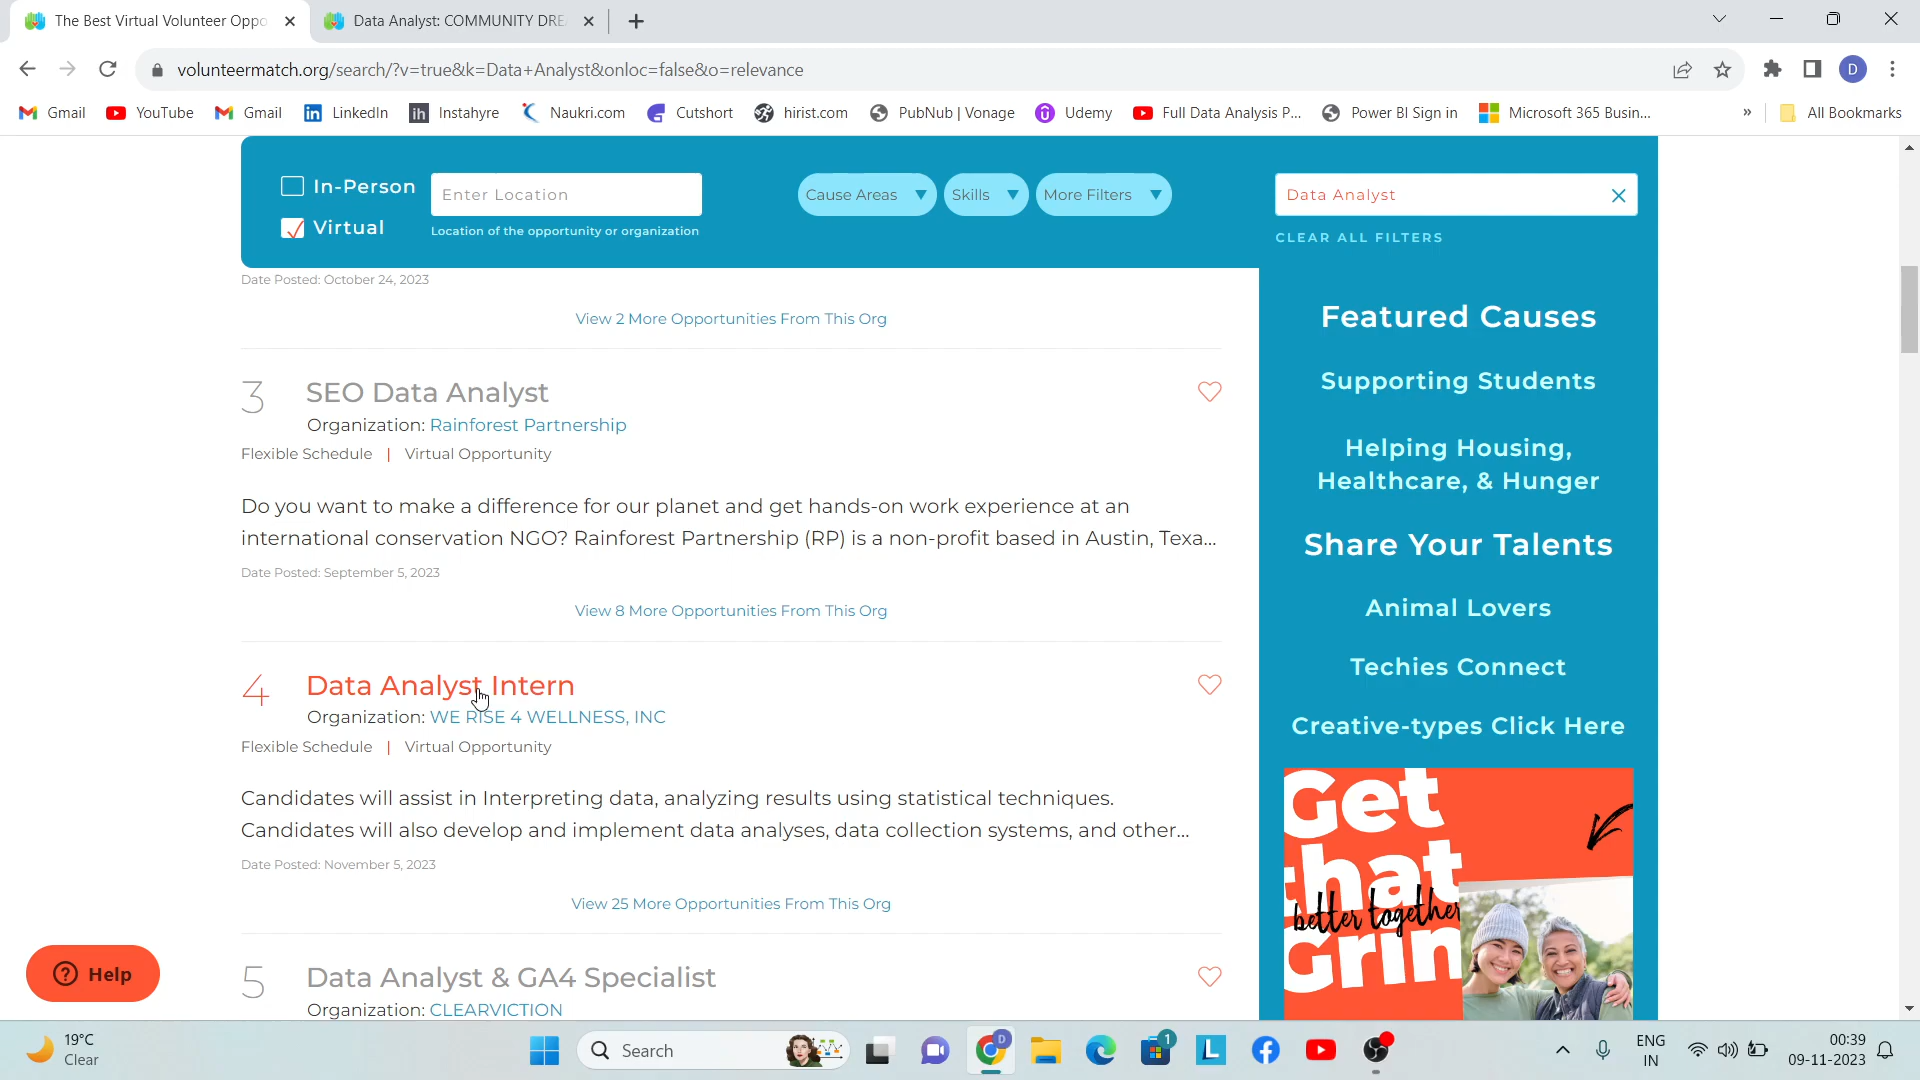 The Best Virtual Volunteer Oppo
Data Analyst: COMMUNITY DRE
volunteermatch.org/search/?v=true&k=Data+Analyst&onloc=false&o=relevance
D
Gmail
YouTube
Gmail
LinkedIn
Instahyre
Naukri.com
Cutshort
hirist.com
PubNub | Vonage
Udemy
Full Data Analysis P...
Power BI Sign in
Microsoft 365 Busin...
»
All Bookmarks
In-Person
Virtual
Enter Location
Location of the opportunity or organization
Cause Areas
Skills
More Filters
Data Analyst
CLEAR ALL FILTERS
Date Posted: October 24, 2023
View 2 More Opportunities From This Org
3
SEO Data Analyst
Organization: Rainforest Partnership
Flexible Schedule | Virtual Opportunity
Do you want to make a difference for our planet and get hands-on work experience at an
international conservation NGO? Rainforest Partnership (RP) is a non-profit based in Austin, Texa...
Date Posted: September 5, 2023
View 8 More Opportunities From This Org
4
Data Analyst Intern
Organization: WE RISE 4 WELLNESS, INC
Flexible Schedule | Virtual Opportunity
Candidates will assist in Interpreting data, analyzing results using statistical techniques.
Candidates will also develop and implement data analyses, data collection systems, and other...
Date Posted: November 5, 2023
View 25 More Opportunities From This Org
5
Data Analyst & GA4 Specialist
Organization: CLEARVICTION
Featured Causes
Supporting Students
Helping Housing,
Healthcare, & Hunger
Share Your Talents
Animal Lovers
Techies Connect
Creative-types Click Here
Get
that
better together
Grin
Help
19°C
Clear
Search
D
1
ENG
IN
00:39
09-11-2023